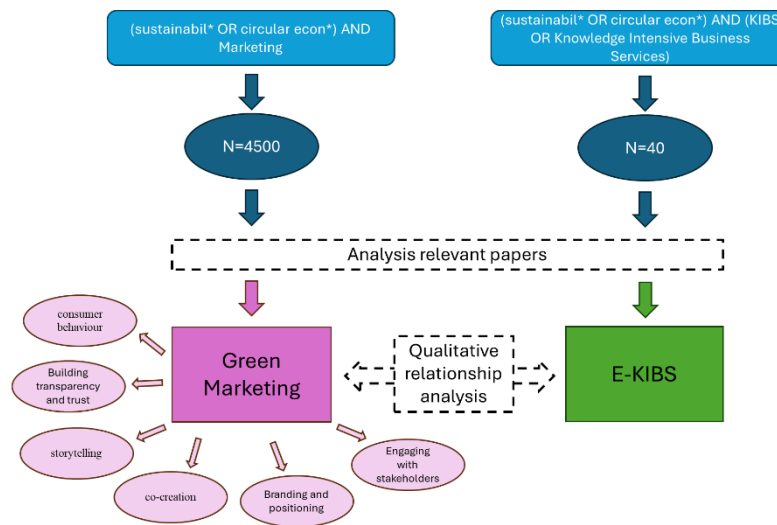 (sustainabil* OR circular econ*) AND
Marketing
(sustainabil* OR circular econ*) AND (KIBS
OR Knowledge Intensive Business
Services)
N=4500
N=40
Analysis relevant papers
consumer
behaviour
Building
transparency
and trust
storytelling
co-creation
Branding and
positioning
Engaging
with
stakeholders
Green
Marketing
Qualitative
relationship
analysis
E-KIBS